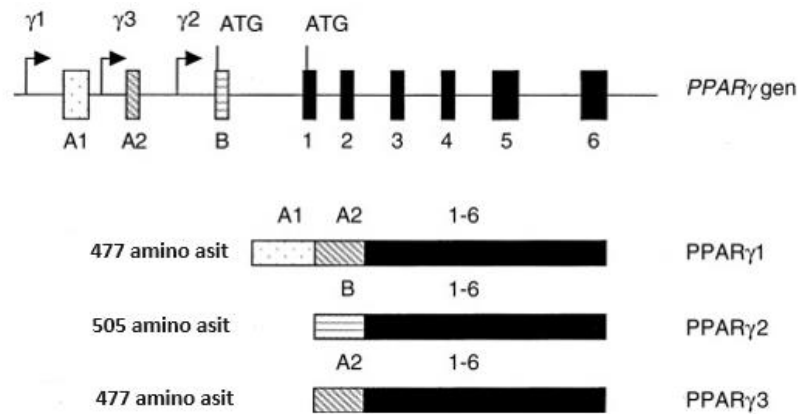 γ1 γ3 γ2 ATG ATG
PPARγ gen
A1 A2 B 1 2 3 4 5 6
A1 A2 1-6
477 amino asit PPARγ1
B 1-6
505 amino asit PPARγ2
A2 1-6
477 amino asit PPARγ3